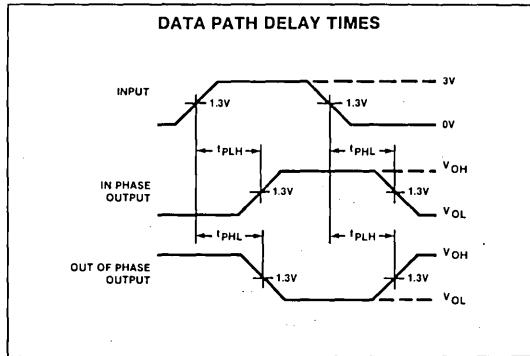 DATA PATH DELAY TIMES
INPUT
1.3V
1.3V
3V
0V
tPLH
tPHL
IN PHASE
OUTPUT
1.3V
1.3V
VOH
VOL
tPHL
tPLH
OUT OF PHASE
OUTPUT
1.3V
1.3V
VOH
VOL